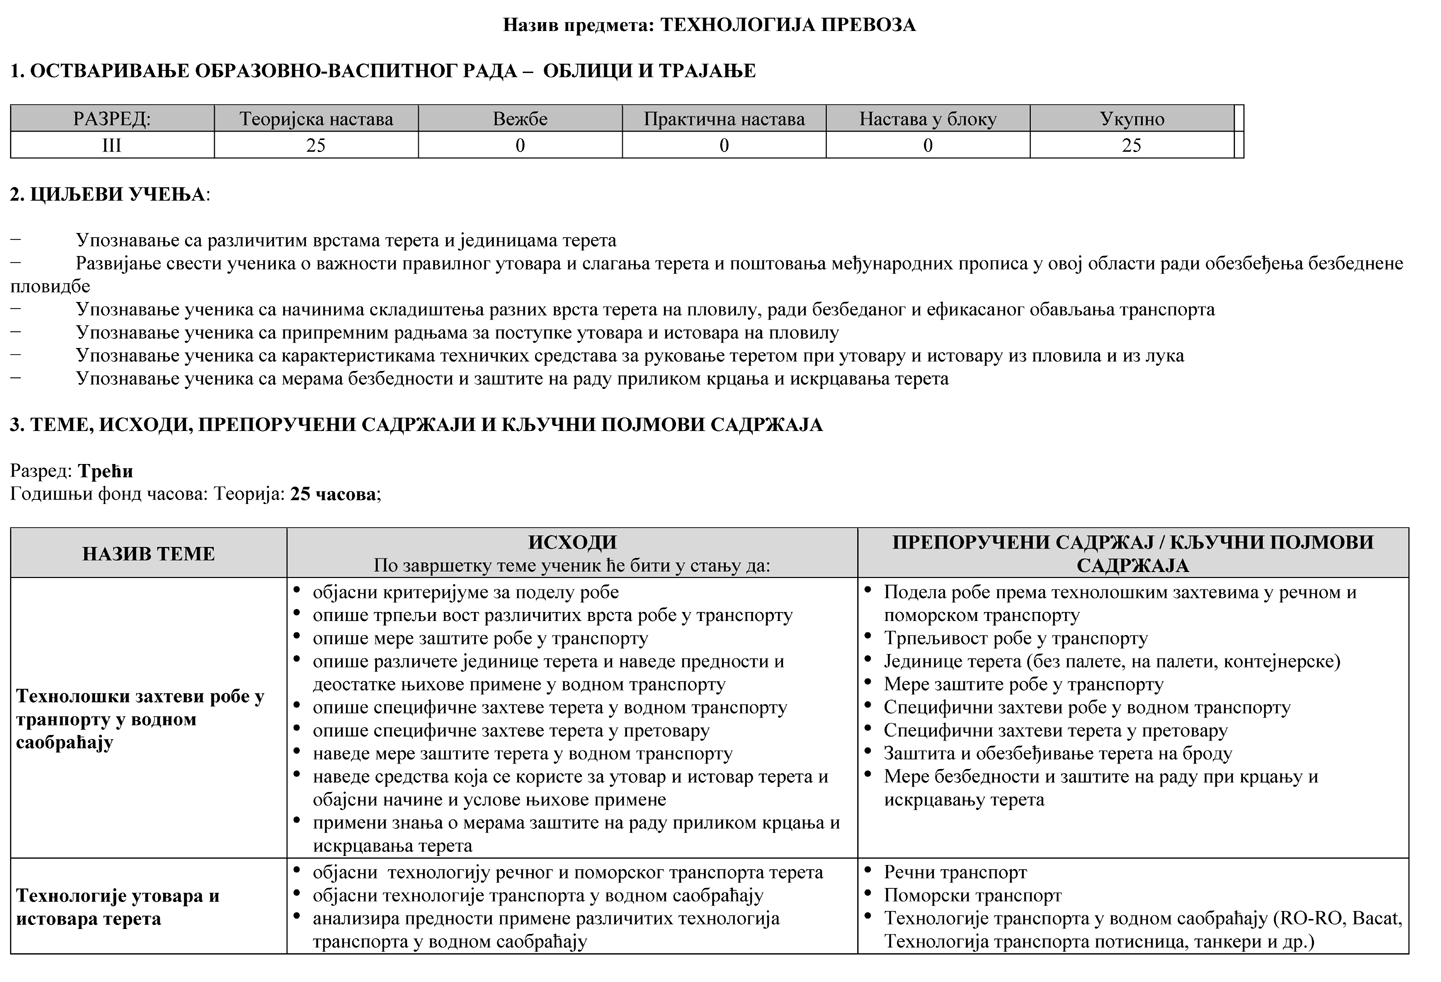 Назив предмета: ТЕХНОЛОГИЈА ПРЕВОЗА
1. ОСТВАРИВАЊЕ ОБРАЗОВНО-ВАСПИТНОГ РАДА – ОБЛИЦИ И ТРАЈАЊЕ
РАЗРЕД: Теоријска настава Вежбе Практична настава Настава у блоку Укупно
III 25 0 0 0 25
2. ЦИЉЕВИ УЧЕЊА:
– Упознавање са различитим врстама терета и јединицама терета
– Развијање свести ученика о важности правилног утовара и слагања терета и поштовања међународних прописа у овој области ради обезбеђења безбеднене
пловидбе
– Упознавање ученика са начинима складиштења разних врста терета на пловилу, ради безбеданог и ефикасаног обављања транспорта
– Упознавање ученика са припремним радњама за поступке утовара и истовара на пловилу
– Упознавање ученика са карактеристикама техничких средстава за руковање теретом при утовару и истовару из пловила и из лука
– Упознавање ученика са мерама безбедности и заштите на раду приликом крцања и искрцавања терета
3. ТЕМЕ, ИСХОДИ, ПРЕПОРУЧЕНИ САДРЖАЈИ И КЉУЧНИ ПОЈМОВИ САДРЖАЈА
Разред: Трећи
Годишњи фонд часова: Теорија: 25 часова;
НАЗИВ ТЕМЕ
ИСХОДИ
По завршетку теме ученик ће бити у стању да:
ПРЕПОРУЧЕНИ САДРЖАЈ / КЉУЧНИ ПОЈМОВИ
САДРЖАЈА
Технолошки захтеви робе у
транпорту у водном
саобраћају
• објасни критеријуме за поделу робе
• опише трпељи вост различитих врста робе у транспорту
• опише мере заштите робе у транспорту
• опише различете јединице терета и наведе предности и
деостатке њихове примене у водном транспорту
• опише специфичне захтеве терета у водном транспорту
• опише специфичне захтеве терета у претовару
• наведе мере заштите терета у водном транспорту
• наведе средства која се користе за утовар и истовар терета и
обајсни начине и услове њихове примене
• примени знања о мерама заштите на раду приликом крцања и
искрцавања терета
• Подела робе према технолошким захтевима у речном и
поморском транспорту
• Трпељивост робе у транспорту
• Јединице терета (без палете, на палети, контејнерске)
• Мере заштите робе у транспорту
• Специфични захтеви робе у водном транспорту
• Специфични захтеви терета у претовару
• Заштита и обезбеђивање терета на броду
• Мере безбедности и заштите на раду при крцању и
искрцавању терета
Технологије утовара и
истовара терета
• објасни технологију речног и поморског транспорта терета
• објасни технологије транспорта у водном саобраћају
• анализира предности примене различитих технологија
транспорта у водном саобраћају
• Речни транспорт
• Поморски транспорт
• Технологије транспорта у водном саобраћају (RO-RO, Bacat,
Технологија транспорта потисница, танкери и др.)